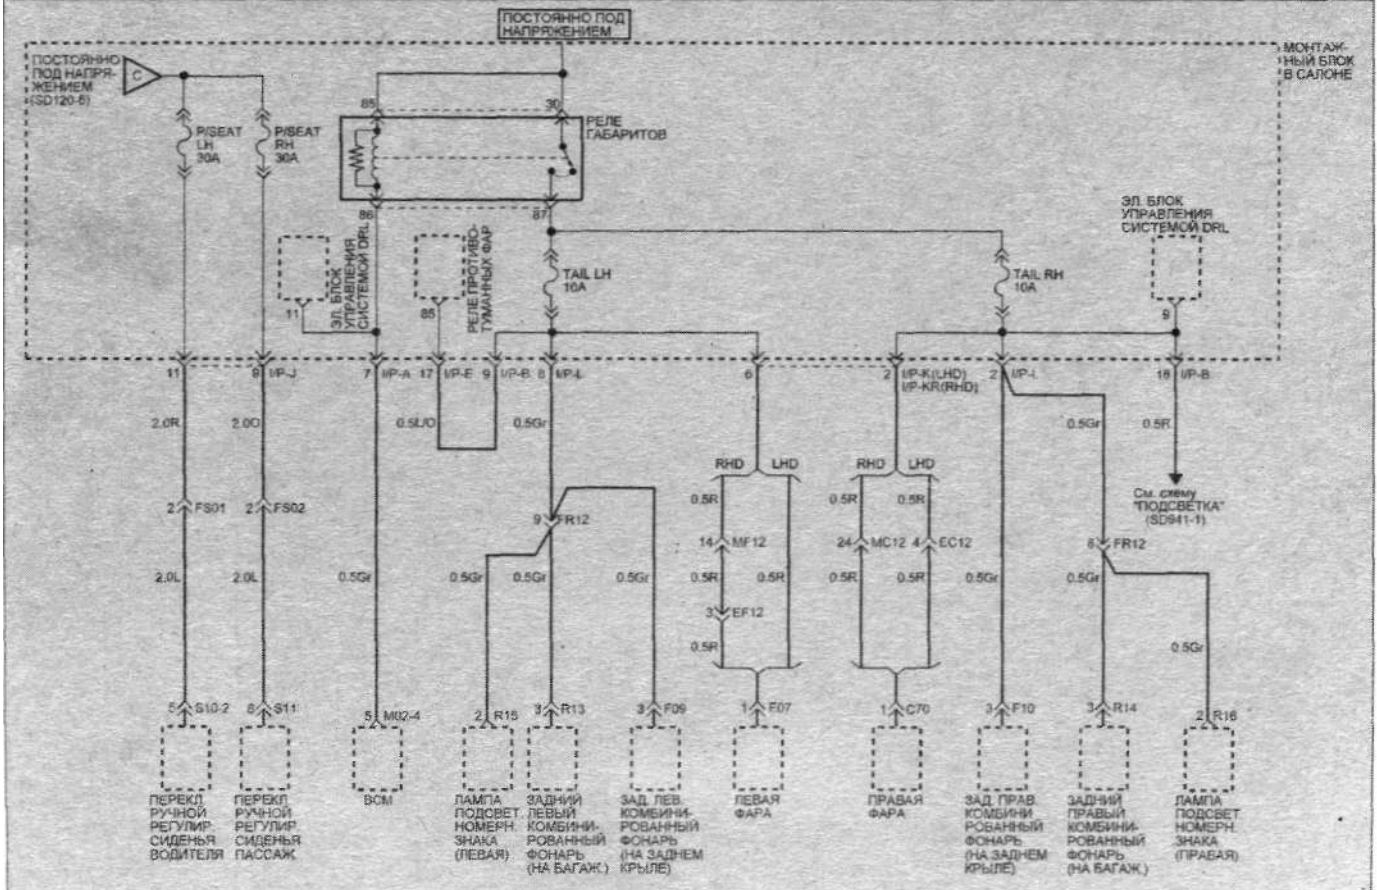 ПОСТОЯННО ПОД
НАПРЯЖЕНИЕМ
ПОСТОЯННО
ПОД НАПРЯ-
ЖЕНИЕМ
(SD120-6)
C
МОНТАЖ-
НЫЙ БЛОК
В САЛОНЕ
85
30
P/SEAT
LH
30A
P/SEAT
RH
30A
РЕЛЕ
ГАБАРИТОВ
86
87
ЭЛ. БЛОК
УПРАВЛЕНИЯ
СИСТЕМОЙ DRL
11
ЭЛ. БЛОК
УПРАВЛЕНИЯ
СИСТЕМОЙ DRL
85
РЕЛЕ ПРОТИВО-
ТУМАННЫХ ФАР
TAIL LH
10A
TAIL RH
10A
9
11
9
I/P-J
7
I/P-A
17
I/P-E
9
I/P-B
8
I/P-L
6
2
I/P-K(LHD)
I/P-KR(RHD)
2
I/P-L
18
I/P-B
2.0R
2.0O
0.5L/O
0.5Gr
0.5Gr
0.5R
RHD
LHD
RHD
LHD
См. схему
"ПОДСВЕТКА"
(SD941-1)
2
FS01
2
FS02
9
FR12
0.5R
0.5R
0.5R
14
MF12
24
MC12
4
EC12
6
FR12
2.0L
2.0L
0.5Gr
0.5Gr
0.5Gr
0.5Gr
0.5R
0.5R
0.5R
0.5R
0.5Gr
0.5Gr
3
EF12
0.5R
0.5Gr
5
S10-2
6
S11
5
M02-4
2
R15
3
R13
3
F09
1
E07
1
C70
3
F10
3
R14
2
R16
ПЕРЕКЛ.
РУЧНОЙ
РЕГУЛИР.
СИДЕНЬЯ
ВОДИТЕЛЯ
ПЕРЕКЛ.
РУЧНОЙ
РЕГУЛИР.
СИДЕНЬЯ
ПАССАЖ.
BCM
ЛАМПА
ПОДСВЕТ.
НОМЕРН.
ЗНАКА
(ЛЕВАЯ)
ЗАДНИЙ
ЛЕВЫЙ
КОМБИНИ-
РОВАННЫЙ
ФОНАРЬ
(НА БАГАЖ.)
ЗАД. ЛЕВ.
КОМБИНИ-
РОВАННЫЙ
ФОНАРЬ
(НА ЗАДНЕМ
КРЫЛЕ)
ЛЕВАЯ
ФАРА
ПРАВАЯ
ФАРА
ЗАД. ПРАВ.
КОМБИНИ
РОВАННЫЙ
ФОНАРЬ
(НА ЗАДНЕМ
КРЫЛЕ)
ЗАДНИЙ
ПРАВЫЙ
КОМБИНИ-
РОВАННЫЙ
ФОНАРЬ
(НА БАГАЖ.)
ЛАМПА
ПОДСВЕТ.
НОМЕРН.
ЗНАКА
(ПРАВАЯ)